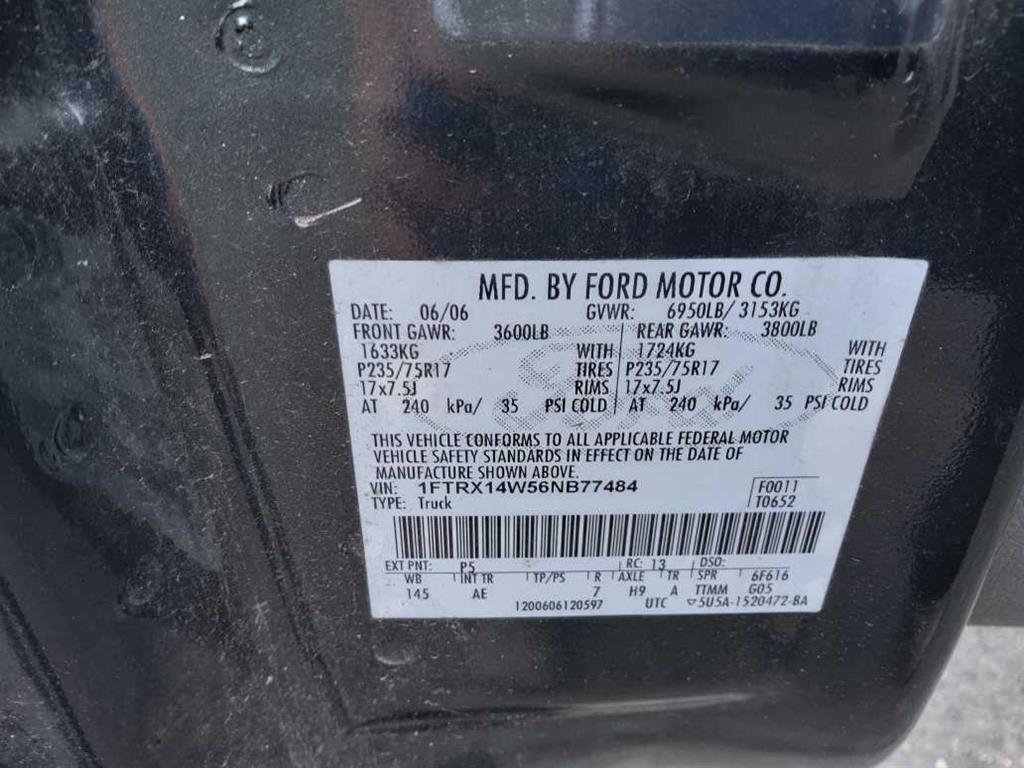 MFD. BY FORD MOTOR CO.
DATE: 06/06 GVWR: 6950LB/ 3153KG
FRONT GAWR: 3600LB REAR GAWR: 3800LB
1633KG WITH 1724KG WITH
P235/75R17 TIRES P235/75R17 TIRES
17x7.5J RIMS 17x7.5J RIMS
AT 240 kPa/ 35 PSI COLD AT 240 kPa/ 35 PSI COLD
Ford
THIS VEHICLE CONFORMS TO ALL APPLICABLE FEDERAL MOTOR
VEHICLE SAFETY STANDARDS IN EFFECT ON THE DATE OF
MANUFACTURE SHOWN ABOVE.
VIN: 1FTRX14W56NB77484 F0011
TYPE: Truck T0652
EXT PNT: P5 RC: 13 DSO:
WB INT TR TP/PS R AXLE TR SPR 6F616
145 AE 7 H9 A TTMM G05
1200606120597 UTC ▽5U5A-1520472-BA